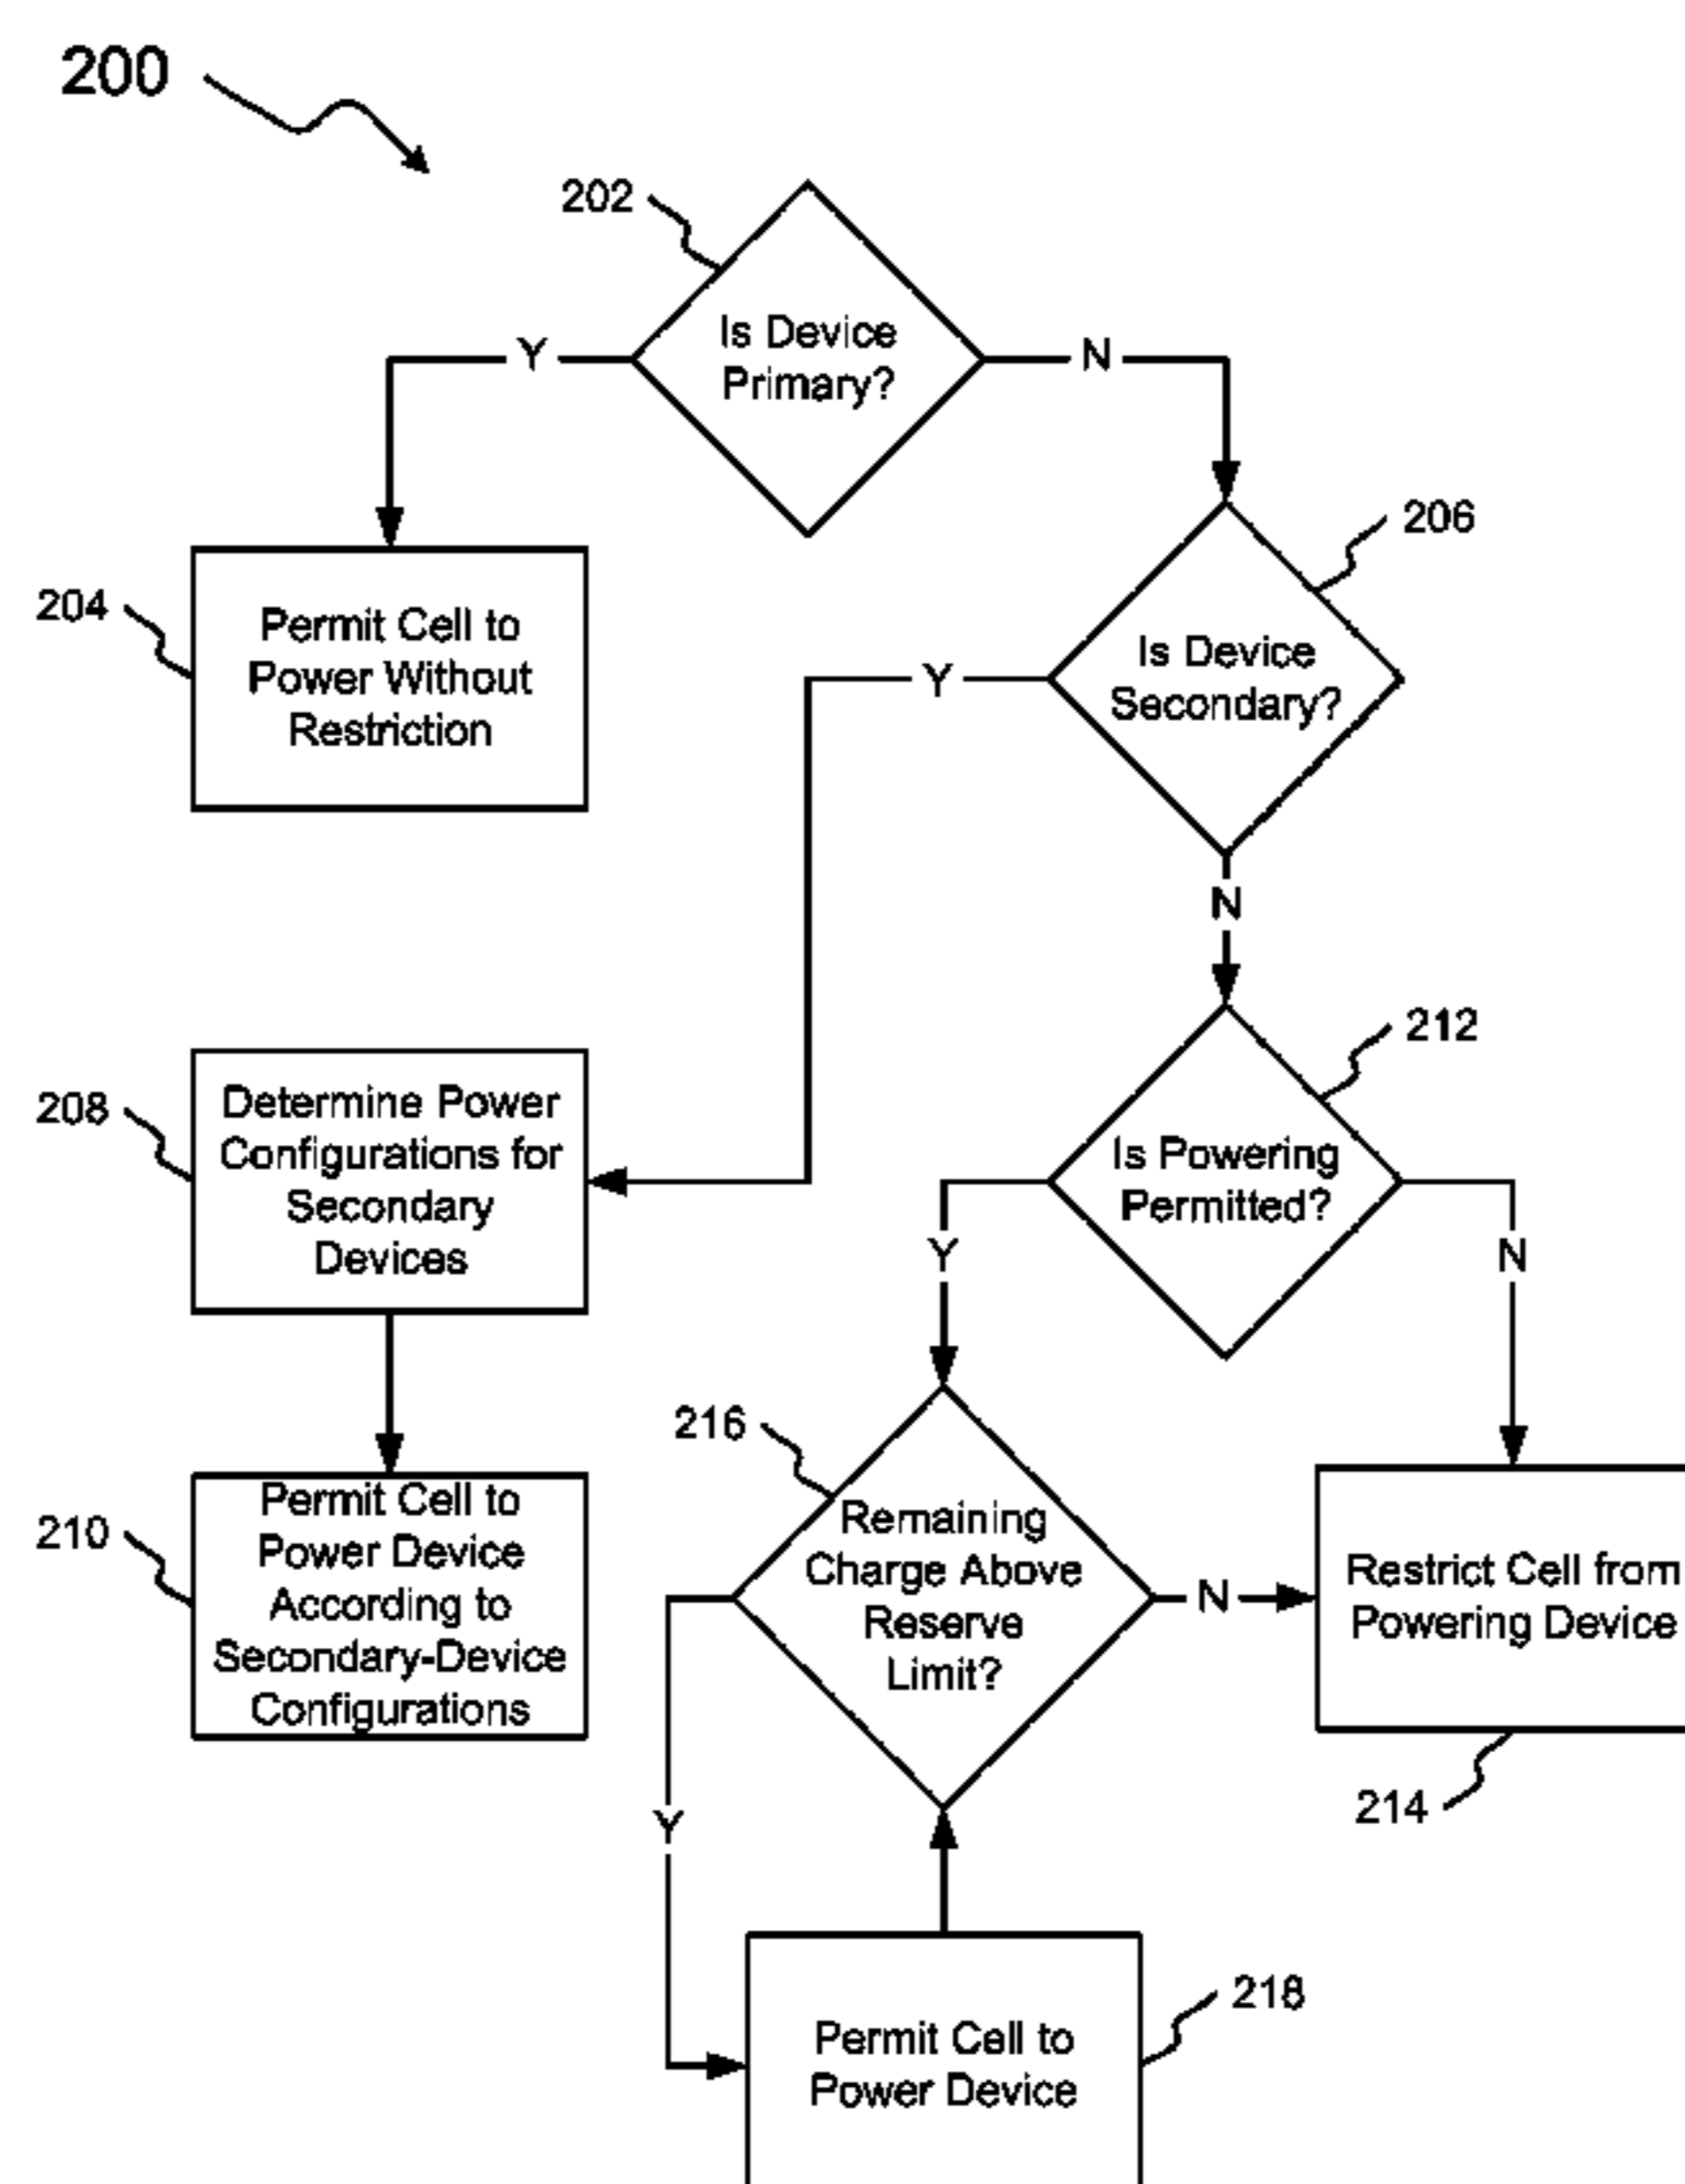 200
202
Is Device
Primary?
Y
N
204
Permit Cell to
Power Without
Restriction
206
Is Device
Secondary?
Y
N
208
Determine Power
Configurations for
Secondary
Devices
212
Is Powering
Permitted?
Y
N
210
Permit Cell to
Power Device
According to
Secondary-Device
Configurations
216
Remaining
Charge Above
Reserve
Limit?
N
Y
Restrict Cell from
Powering Device
214
218
Permit Cell to
Power Device